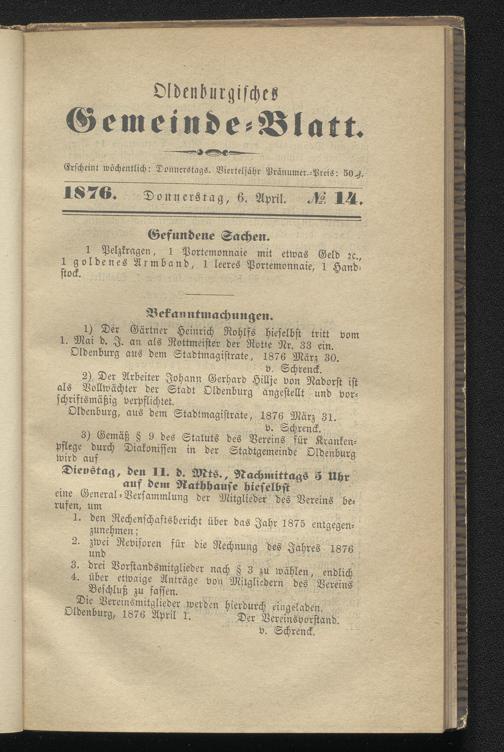 Oldenburgisches
Gemeinde-Blatt.
Erscheint wöchentlich: Donnerstags. Vierteljähr Pränumer.-Preis: 50 ₰.
1876. Donnerstag, 6. April. № 14.
Gefundene Sachen.
1 Pelzkragen, 1 Portemonnaie mit etwas Geld ꝛc.,
1 goldenes Armband, 1 leeres Portemonnaie, 1 Hand-
stock.
Bekanntmachungen.
1) Der Gärtner Heinrich Rohlfs hieselbst tritt vom
1. Mai d. J. an als Rottmeister der Rotte Nr. 33 ein.
Oldenburg aus dem Stadtmagistrate, 1876 März 30.
v. Schrenck.
2) Der Arbeiter Johann Gerhard Hillje von Nadorst ist
als Vollwächter der Stadt Oldenburg angestellt und vor-
schriftsmäßig verpflichtet.
Oldenburg, aus dem Stadtmagistrate, 1876 März 31.
v. Schrenck.
3) Gemäß § 9 des Statuts des Vereins für Kranken-
pflege durch Diakonissen in der Stadtgemeinde Oldenburg
wird auf
Dienstag, den 11. d. Mts., Nachmittags 5 Uhr
auf dem Rathhause hieselbst
eine General-Versammlung der Mitglieder des Vereins be-
rufen, um
1. den Rechenschaftsbericht über das Jahr 1875 entgegen-
zunehmen;
2. zwei Revisoren für die Rechnung des Jahres 1876
und
3. drei Vorstandsmitglieder nach § 3 zu wählen, endlich
4. über etwaige Anträge von Mitgliedern des Vereins
Beschluß zu fassen.
Die Vereinsmitglieder werden hierdurch eingeladen.
Oldenburg, 1876 April 1. Der Vereinsvorstand.
v. Schrenck.